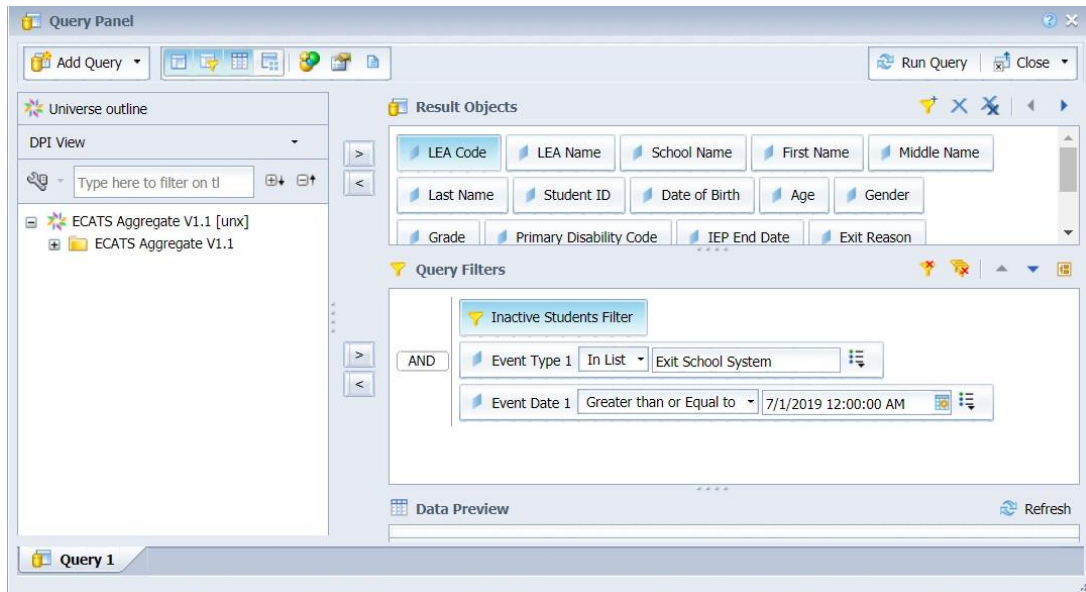 Query Panel
Add Query
Run Query
Close
Universe outline
DPI View
Type here to filter on tl
ECATS Aggregate V1.1 [unx]
ECATS Aggregate V1.1
Result Objects
LEA Code LEA Name School Name First Name Middle Name
Last Name Student ID Date of Birth Age Gender
Grade Primary Disability Code IEP End Date Exit Reason
Query Filters
Inactive Students Filter
AND
Event Type 1 In List Exit School System
Event Date 1 Greater than or Equal to 7/1/2019 12:00:00 AM
Data Preview
Refresh
Query 1